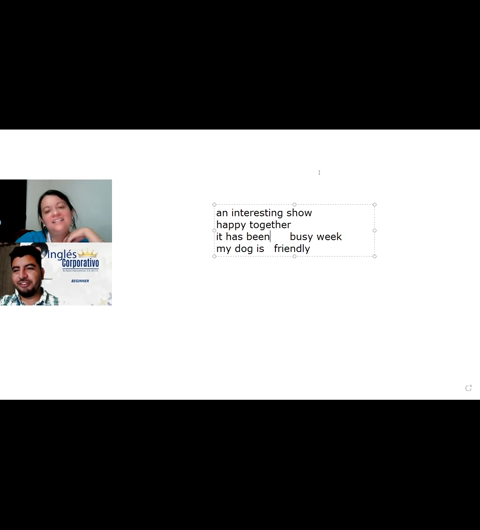 an interesting show
happy together
it has been busy week
my dog is friendly
Inglés
Corporativo
BEGINNER